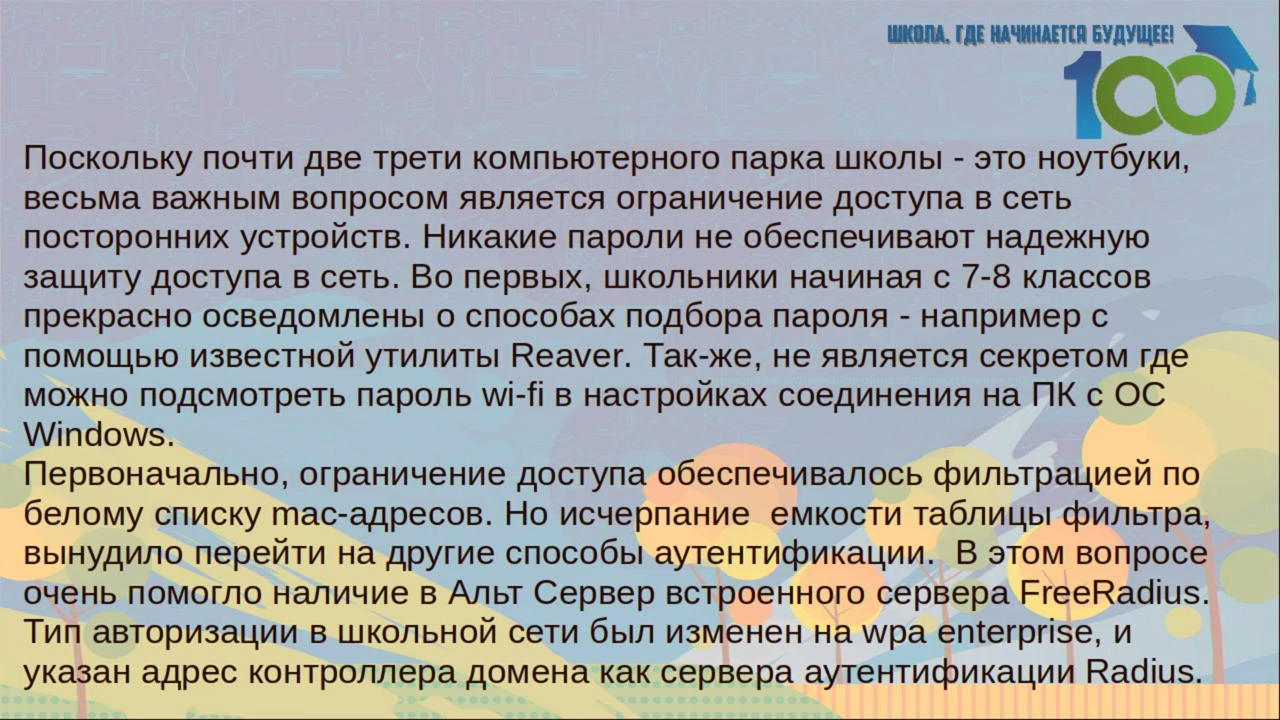 ШКОЛА, ГДЕ НАЧИНАЕТСЯ БУДУЩЕЕ!
100
Поскольку почти две трети компьютерного парка школы - это ноутбуки,
весьма важным вопросом является ограничение доступа в сеть
посторонних устройств. Никакие пароли не обеспечивают надежную
защиту доступа в сеть. Во первых, школьники начиная с 7-8 классов
прекрасно осведомлены о способах подбора пароля - например с
помощью известной утилиты Reaver. Так-же, не является секретом где
можно подсмотреть пароль wi-fi в настройках соединения на ПК с ОС
Windows.
Первоначально, ограничение доступа обеспечивалось фильтрацией по
белому списку mac-адресов. Но исчерпание  емкости таблицы фильтра,
вынудило перейти на другие способы аутентификации.  В этом вопросе
очень помогло наличие в Альт Сервер встроенного сервера FreeRadius.
Тип авторизации в школьной сети был изменен на wpa enterprise, и
указан адрес контроллера домена как сервера аутентификации Radius.